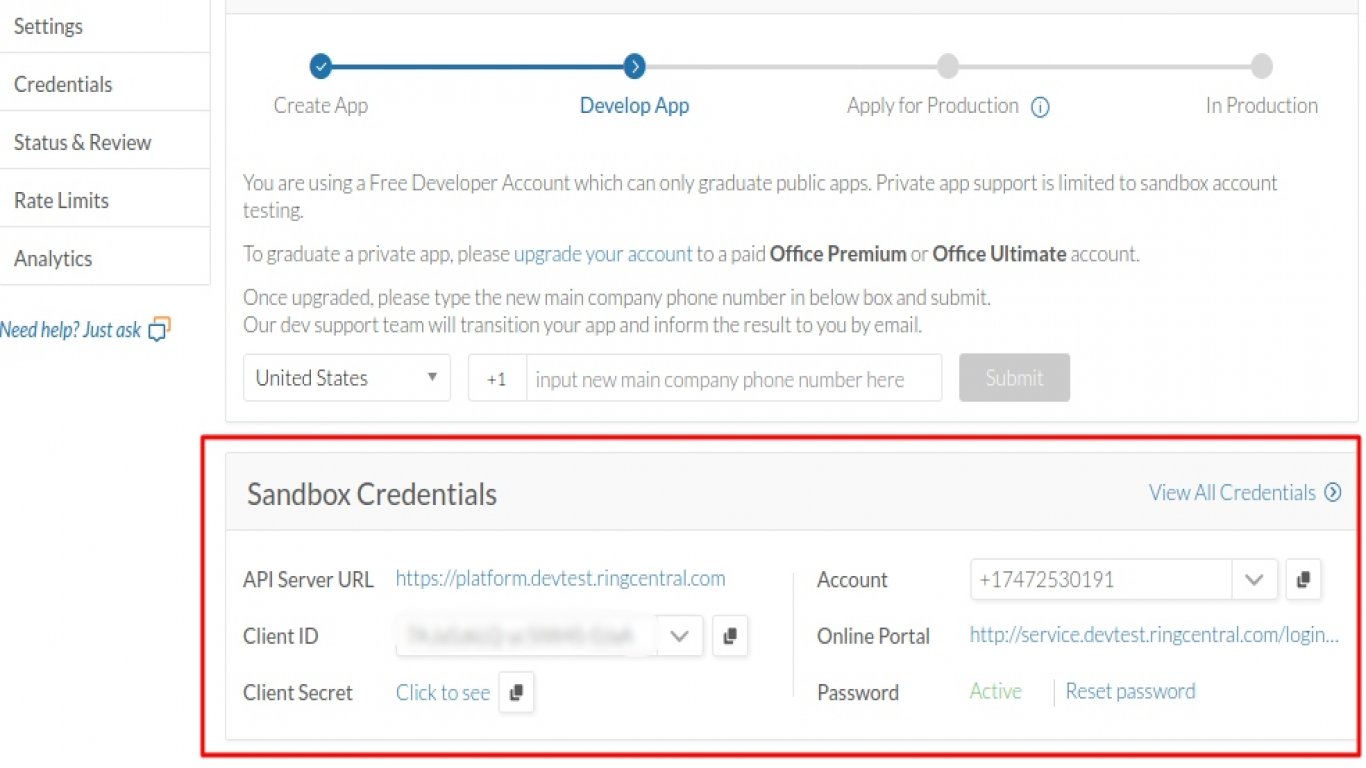 Settings
Credentials
Status & Review
Rate Limits
Analytics
Need help? Just ask
Create App
Develop App
Apply for Production
In Production
You are using a Free Developer Account which can only graduate public apps. Private app support is limited to sandbox account
testing.
To graduate a private app, please upgrade your account to a paid Office Premium or Office Ultimate account.
Once upgraded, please type the new main company phone number in below box and submit.
Our dev support team will transition your app and inform the result to you by email.
United States
+1
input new main company phone number here
Submit
Sandbox Credentials
View All Credentials
API Server URL https://platform.devtest.ringcentral.com
Client ID
Client Secret Click to see
Account +17472530191
Online Portal http://service.devtest.ringcentral.com/login...
Password Active Reset password